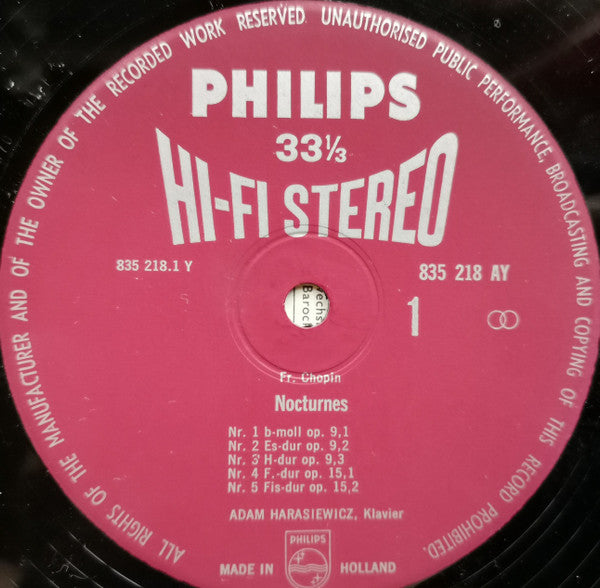 ALL RIGHTS OF THE MANUFACTURER AND OF THE OWNER OF THE RECORDED WORK RESERVED. UNAUTHORISED PUBLIC PERFORMANCE, BROADCASTING AND COPYING OF THIS RECORD PROHIBITED.
PHILIPS
33⅓
HI-FI STEREO
835 218.1 Y
835 218 AY
1
Barock
Fr. Chopin
Nocturnes
Nr. 1 b-moll op. 9,1
Nr. 2 Es-dur op. 9,2
Nr. 3 H-dur op. 9,3
Nr. 4 F.-dur op. 15,1
Nr. 5 Fis-dur op. 15,2
ADAM HARASIEWICZ, Klavier
PHILIPS
MADE IN HOLLAND